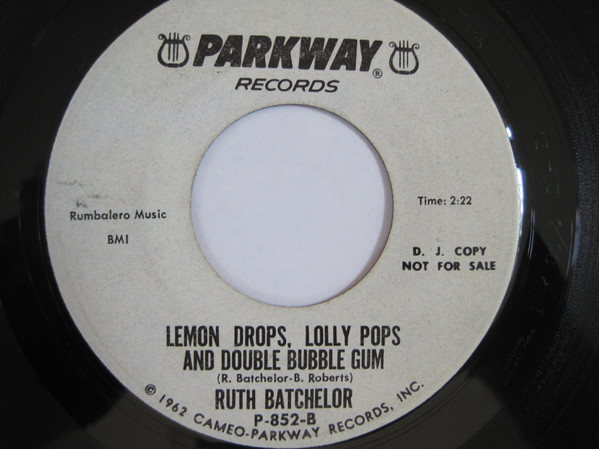 PARKWAY®
RECORDS
Rumbalero Music
BMI
Time: 2:22
D. J. COPY
NOT FOR SALE
LEMON DROPS, LOLLY POPS
AND DOUBLE BUBBLE GUM
(R. Batchelor-B. Roberts)
RUTH BATCHELOR
P-852-B
© 1962 CAMEO-PARKWAY RECORDS, INC.